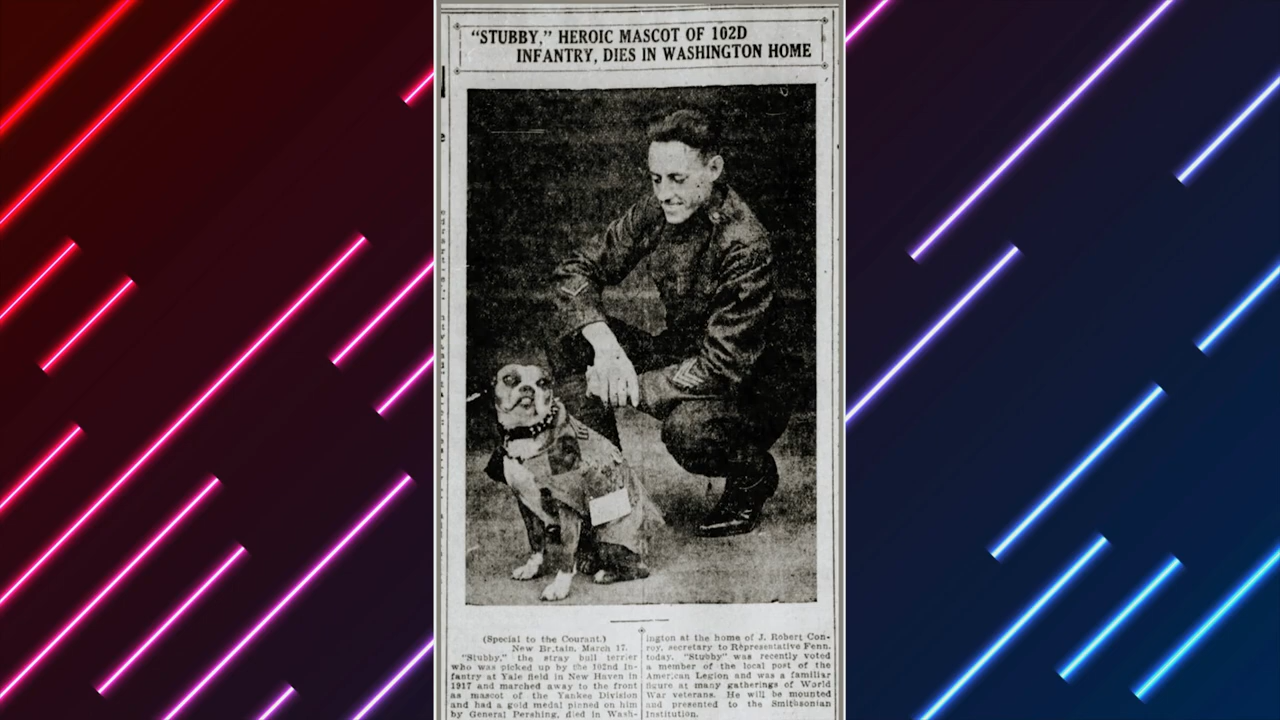 "STUBBY," HEROIC MASCOT OF 102D
INFANTRY, DIES IN WASHINGTON HOME
(Special to the Courant.)
New Britain, March 17.
"Stubby," the stray bull terrier
who was picked up by the 102nd In-
fantry at Yale field in New Haven in
1917 and marched away to the front
as mascot of the Yankee Division
and had a gold medal pinned on him
by General Pershing, died in Wash-
ington at the home of J. Robert Con-
roy, secretary to Representative Fenn,
today. "Stubby" was recently voted
a member of the local post of the
American Legion and was a familiar
figure at many gatherings of World
War veterans. He will be mounted
and presented to the Smithsonian
Institution.